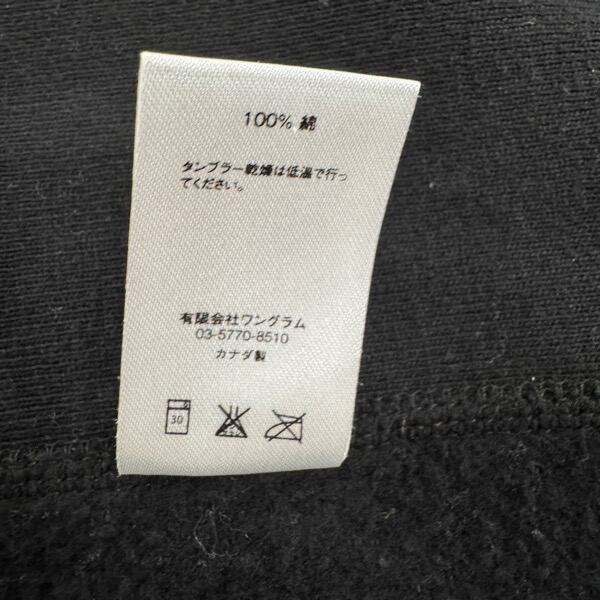 100% 綿
タンブラー乾燥は低温で行っ
てください。
有限会社ワングラム
03-5770-8510
カナダ製
30